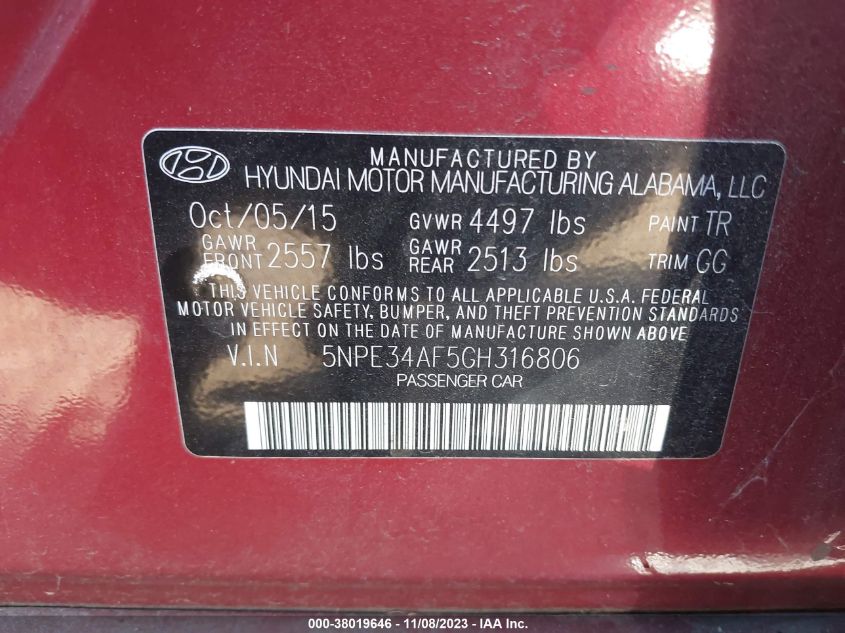 MANUFACTURED BY
HYUNDAI MOTOR MANUFACTURING ALABAMA, LLC
Oct/05/15 GVWR 4497 lbs PAINT TR
GAWR FRONT 2557 lbs GAWR REAR 2513 lbs TRIM GG
THIS VEHICLE CONFORMS TO ALL APPLICABLE U.S.A. FEDERAL
MOTOR VEHICLE SAFETY, BUMPER, AND THEFT PREVENTION STANDARDS
IN EFFECT ON THE DATE OF MANUFACTURE SHOWN ABOVE
V.I.N 5NPE34AF5GH316806
PASSENGER CAR
000-38019646 - 11/08/2023 - © IAA Inc.